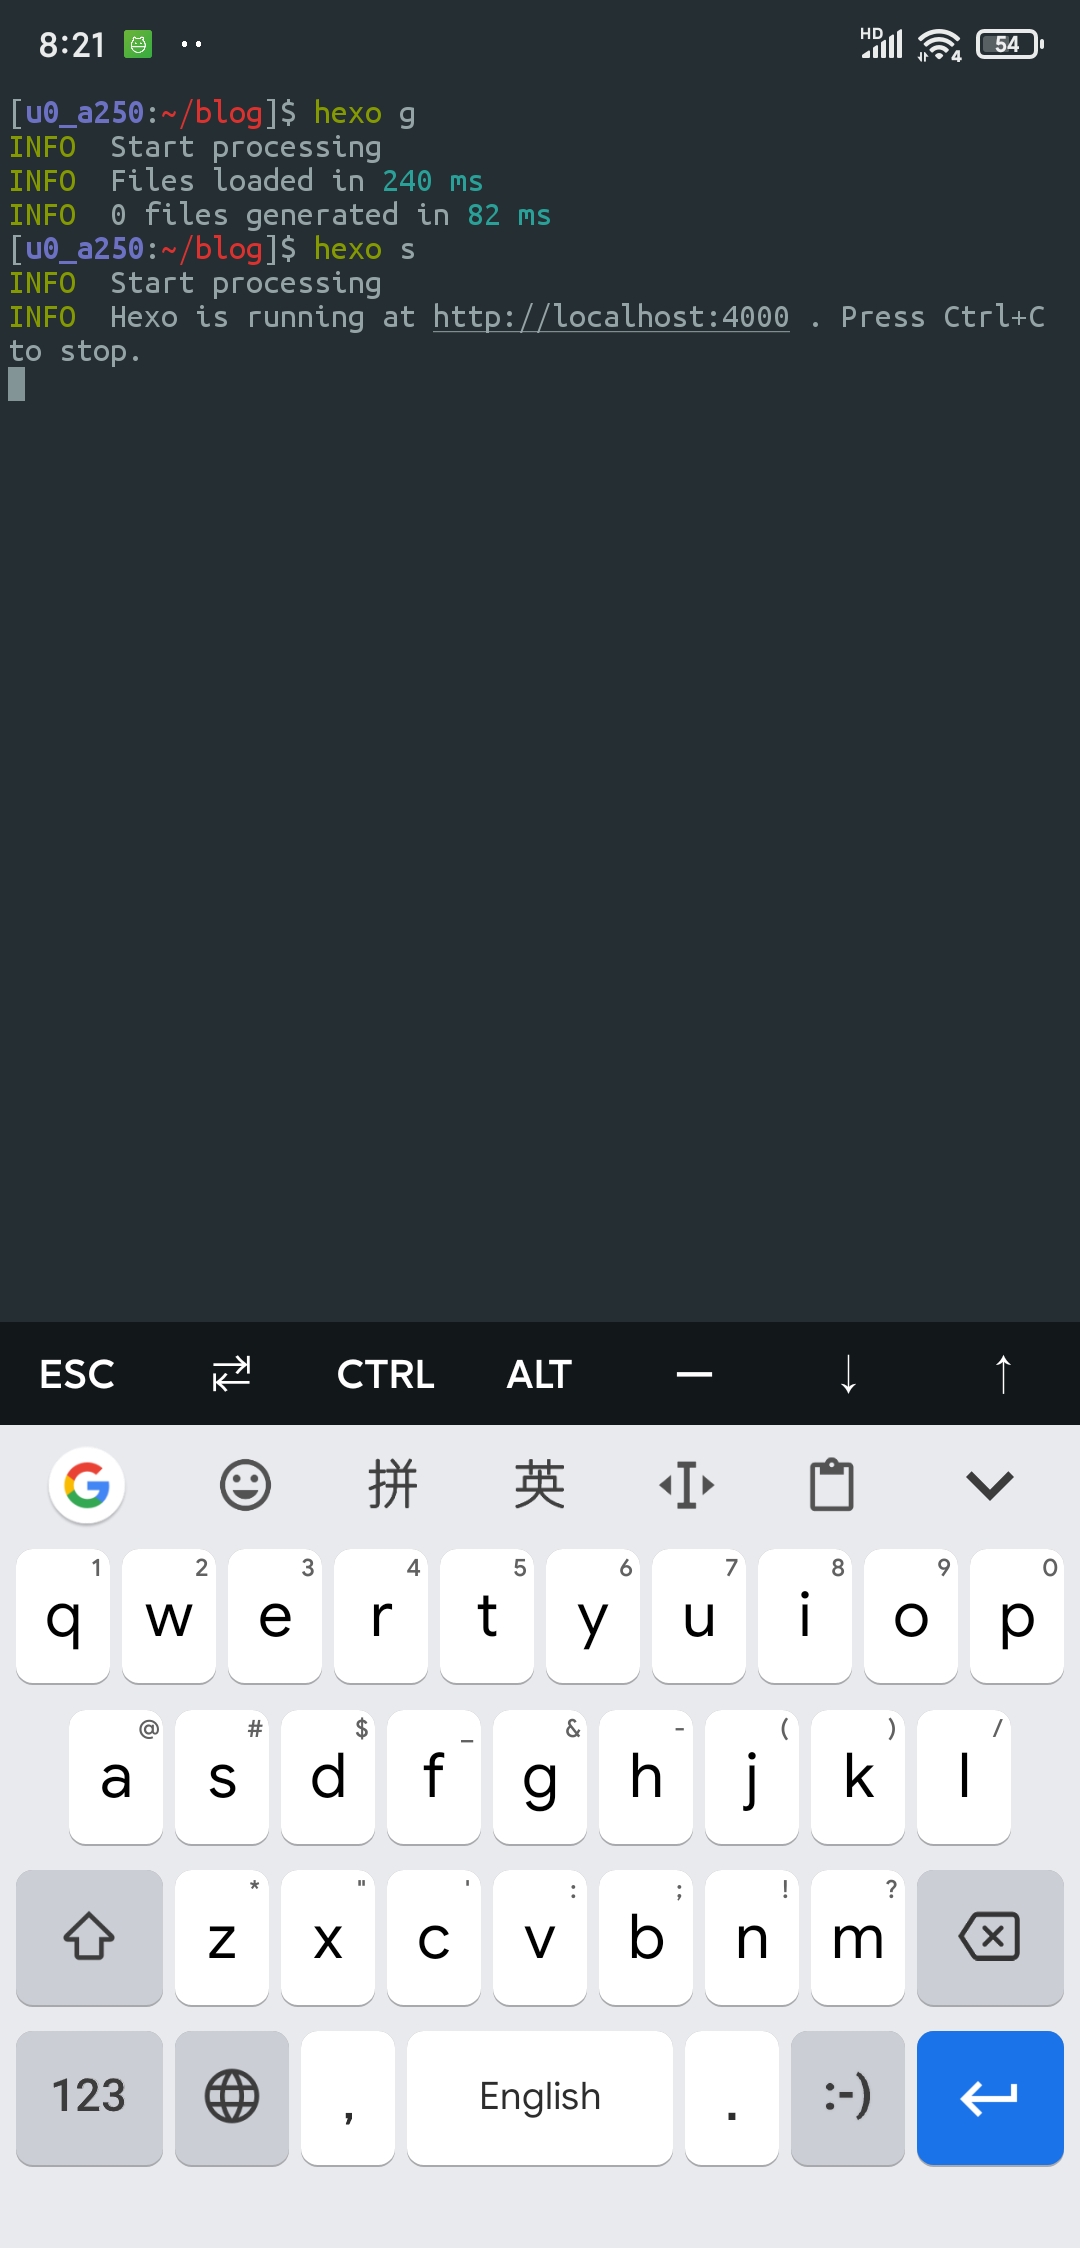 8:21
HD
4
54
[u0_a250:~/blog]$ hexo g
INFO  Start processing
INFO  Files loaded in 240 ms
INFO  0 files generated in 82 ms
[u0_a250:~/blog]$ hexo s
INFO  Start processing
INFO  Hexo is running at http://localhost:4000 . Press Ctrl+C
to stop.
ESC ⇄ CTRL ALT — ↓ ↑
G 拼 英
1 2 3 4 5 6 7 8 9 0
q w e r t y u i o p
@ # $ _ & - ( ) /
a s d f g h j k l
* " ' : ; ! ?
z x c v b n m
123 , English . :-)